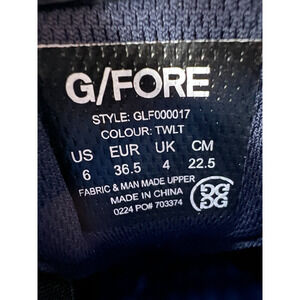 G/FORE
STYLE: GLF000017
COLOUR: TWLT
US EUR UK CM
6 36.5 4 22.5
FABRIC & MAN MADE UPPER
MADE IN CHINA
0224 PO# 703374